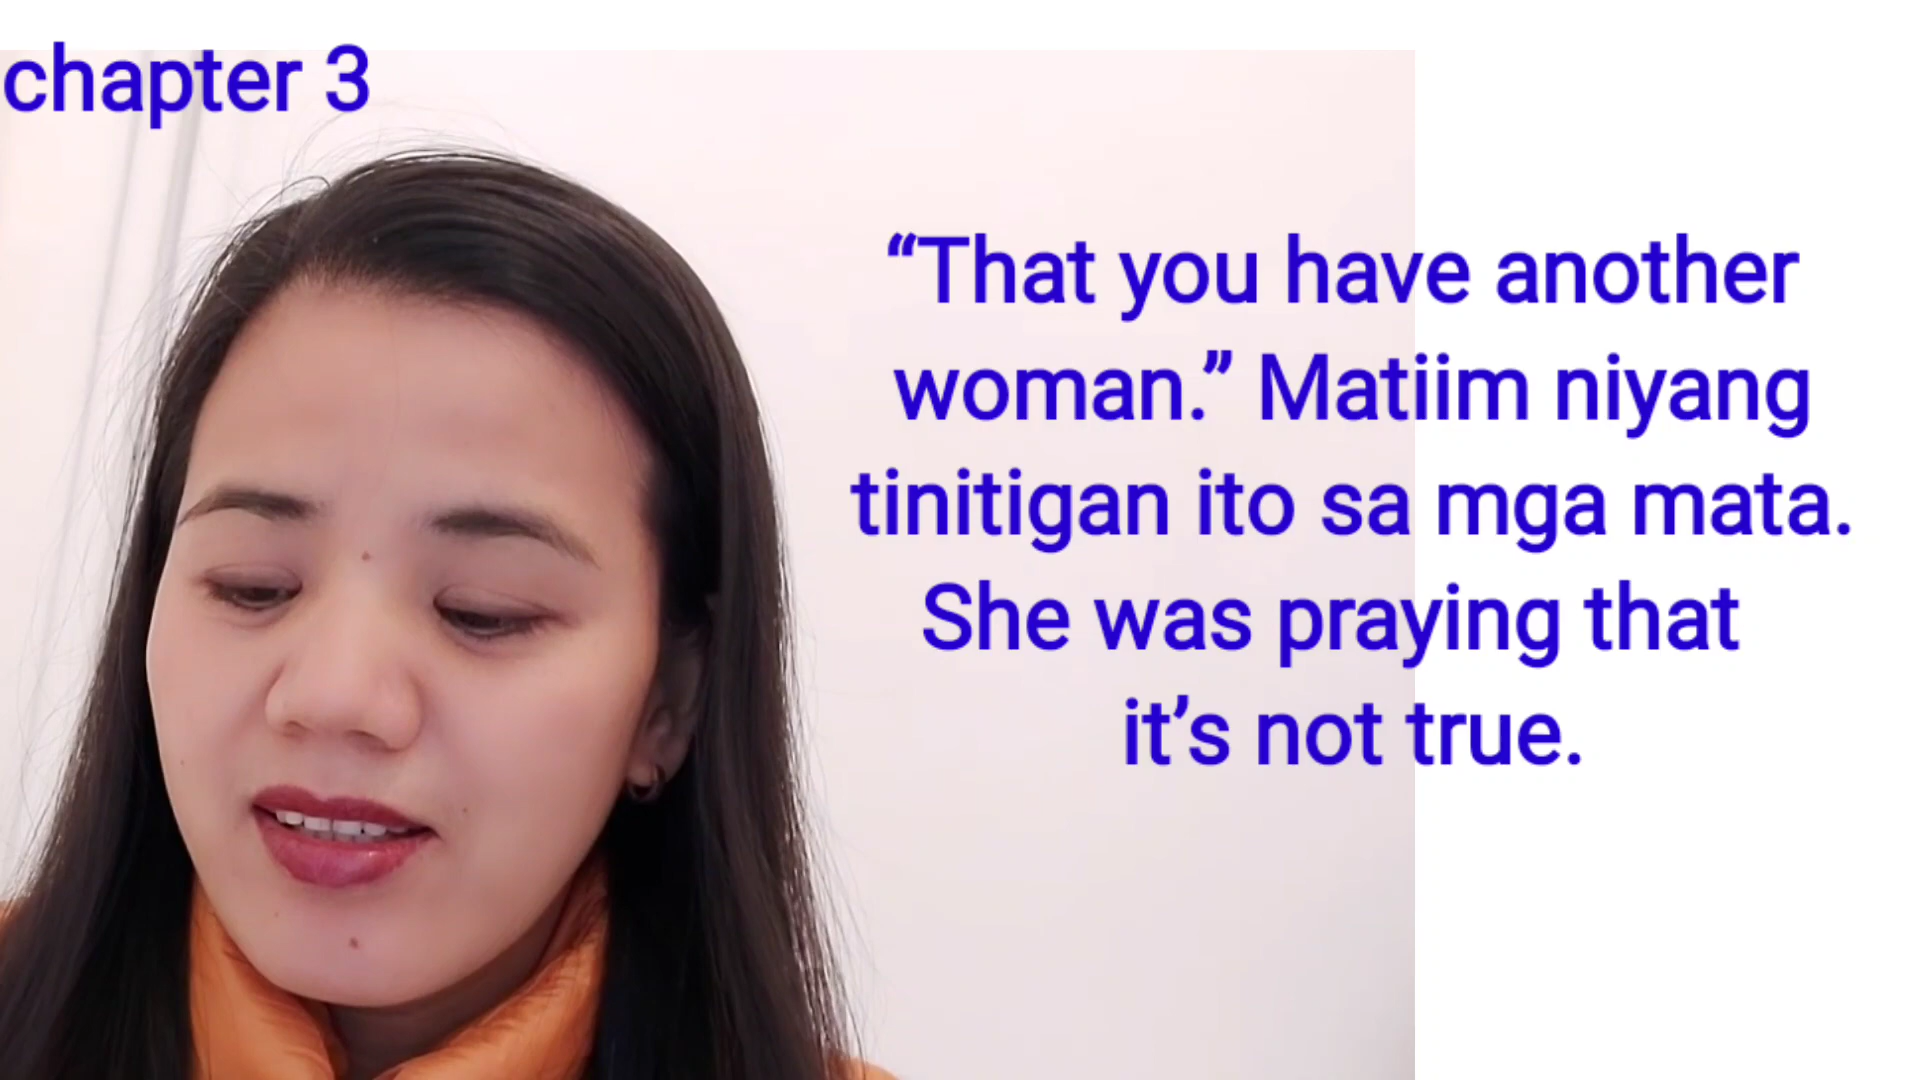 chapter 3
“That you have another
woman.” Matiim niyang
tinitigan ito sa mga mata.
She was praying that
it’s not true.